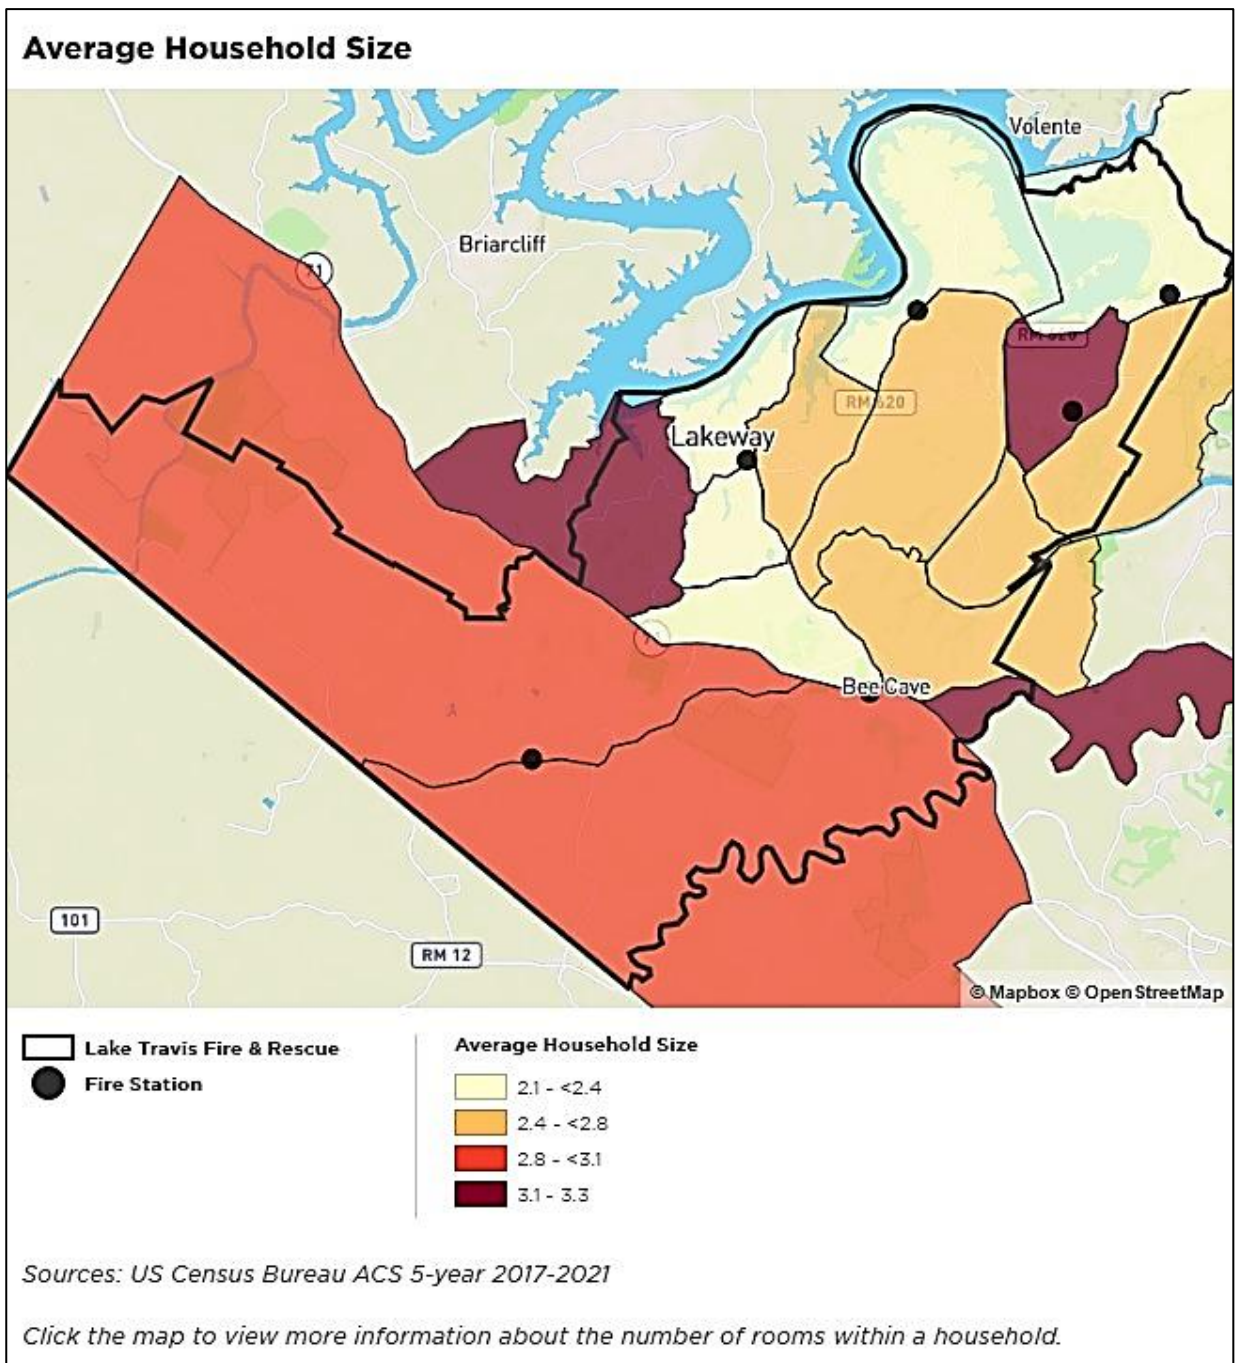 Average Household Size
Volente
Briarcliff
71
RM 620
RM 620
Lakeway
Bee Cave
101
RM 12
© Mapbox © OpenStreetMap
Lake Travis Fire & Rescue
Fire Station
Average Household Size
2.1 - <2.4
2.4 - <2.8
2.8 - <3.1
3.1 - 3.3
Sources: US Census Bureau ACS 5-year 2017-2021
Click the map to view more information about the number of rooms within a household.